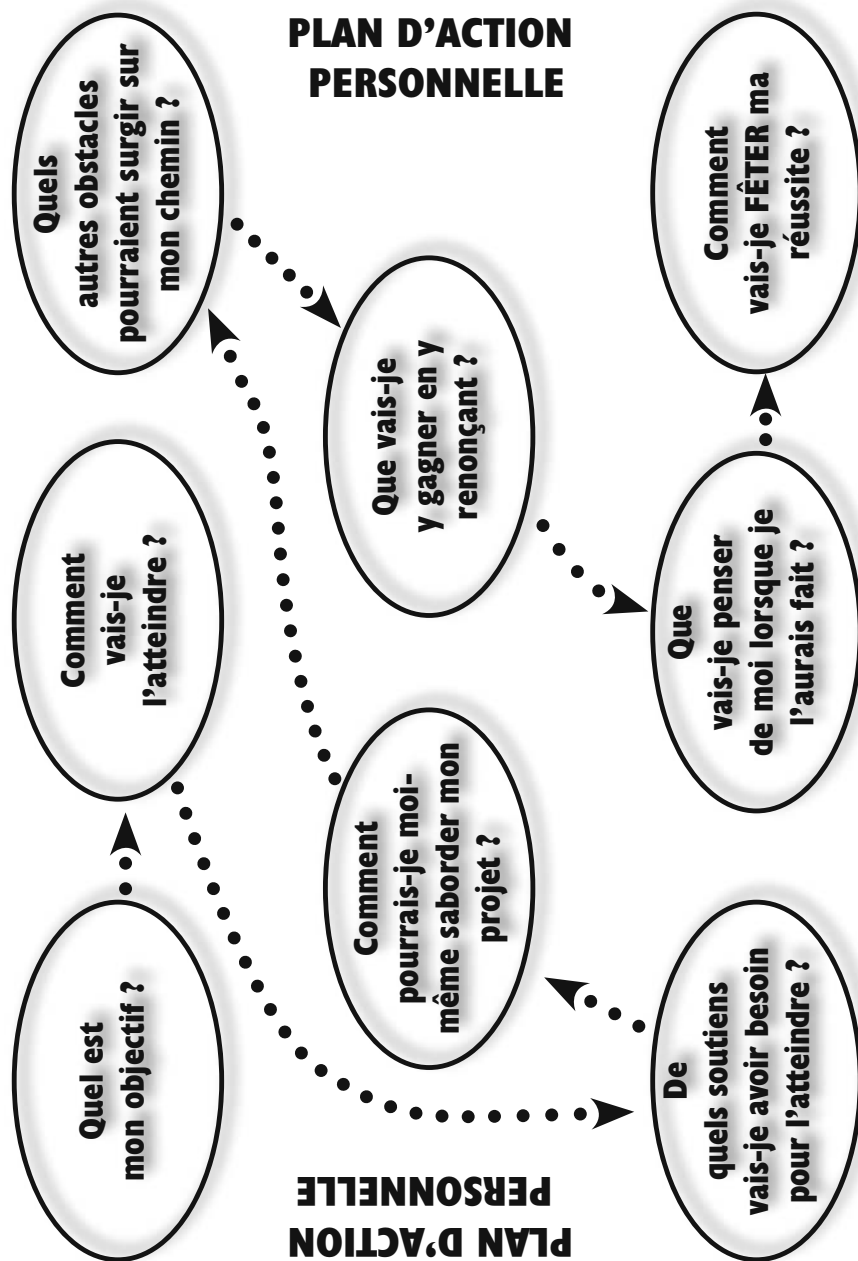 PLAN D’ACTION
PERSONNELLE
Quel est
mon objectif ?
Comment
vais-je
l’atteindre ?
De
quels soutiens
vais-je avoir besoin
pour l’atteindre ?
Comment
pourrais-je moi-
même saborder mon
projet ?
Quels
autres obstacles
pourraient surgir sur
mon chemin ?
Que vais-je
y gagner en y
renonçant ?
Que
vais-je penser
de moi lorsque je
l’aurais fait ?
Comment
vais-je FÊTER ma
réussite ?
PLAN D’ACTION
PERSONNELLE